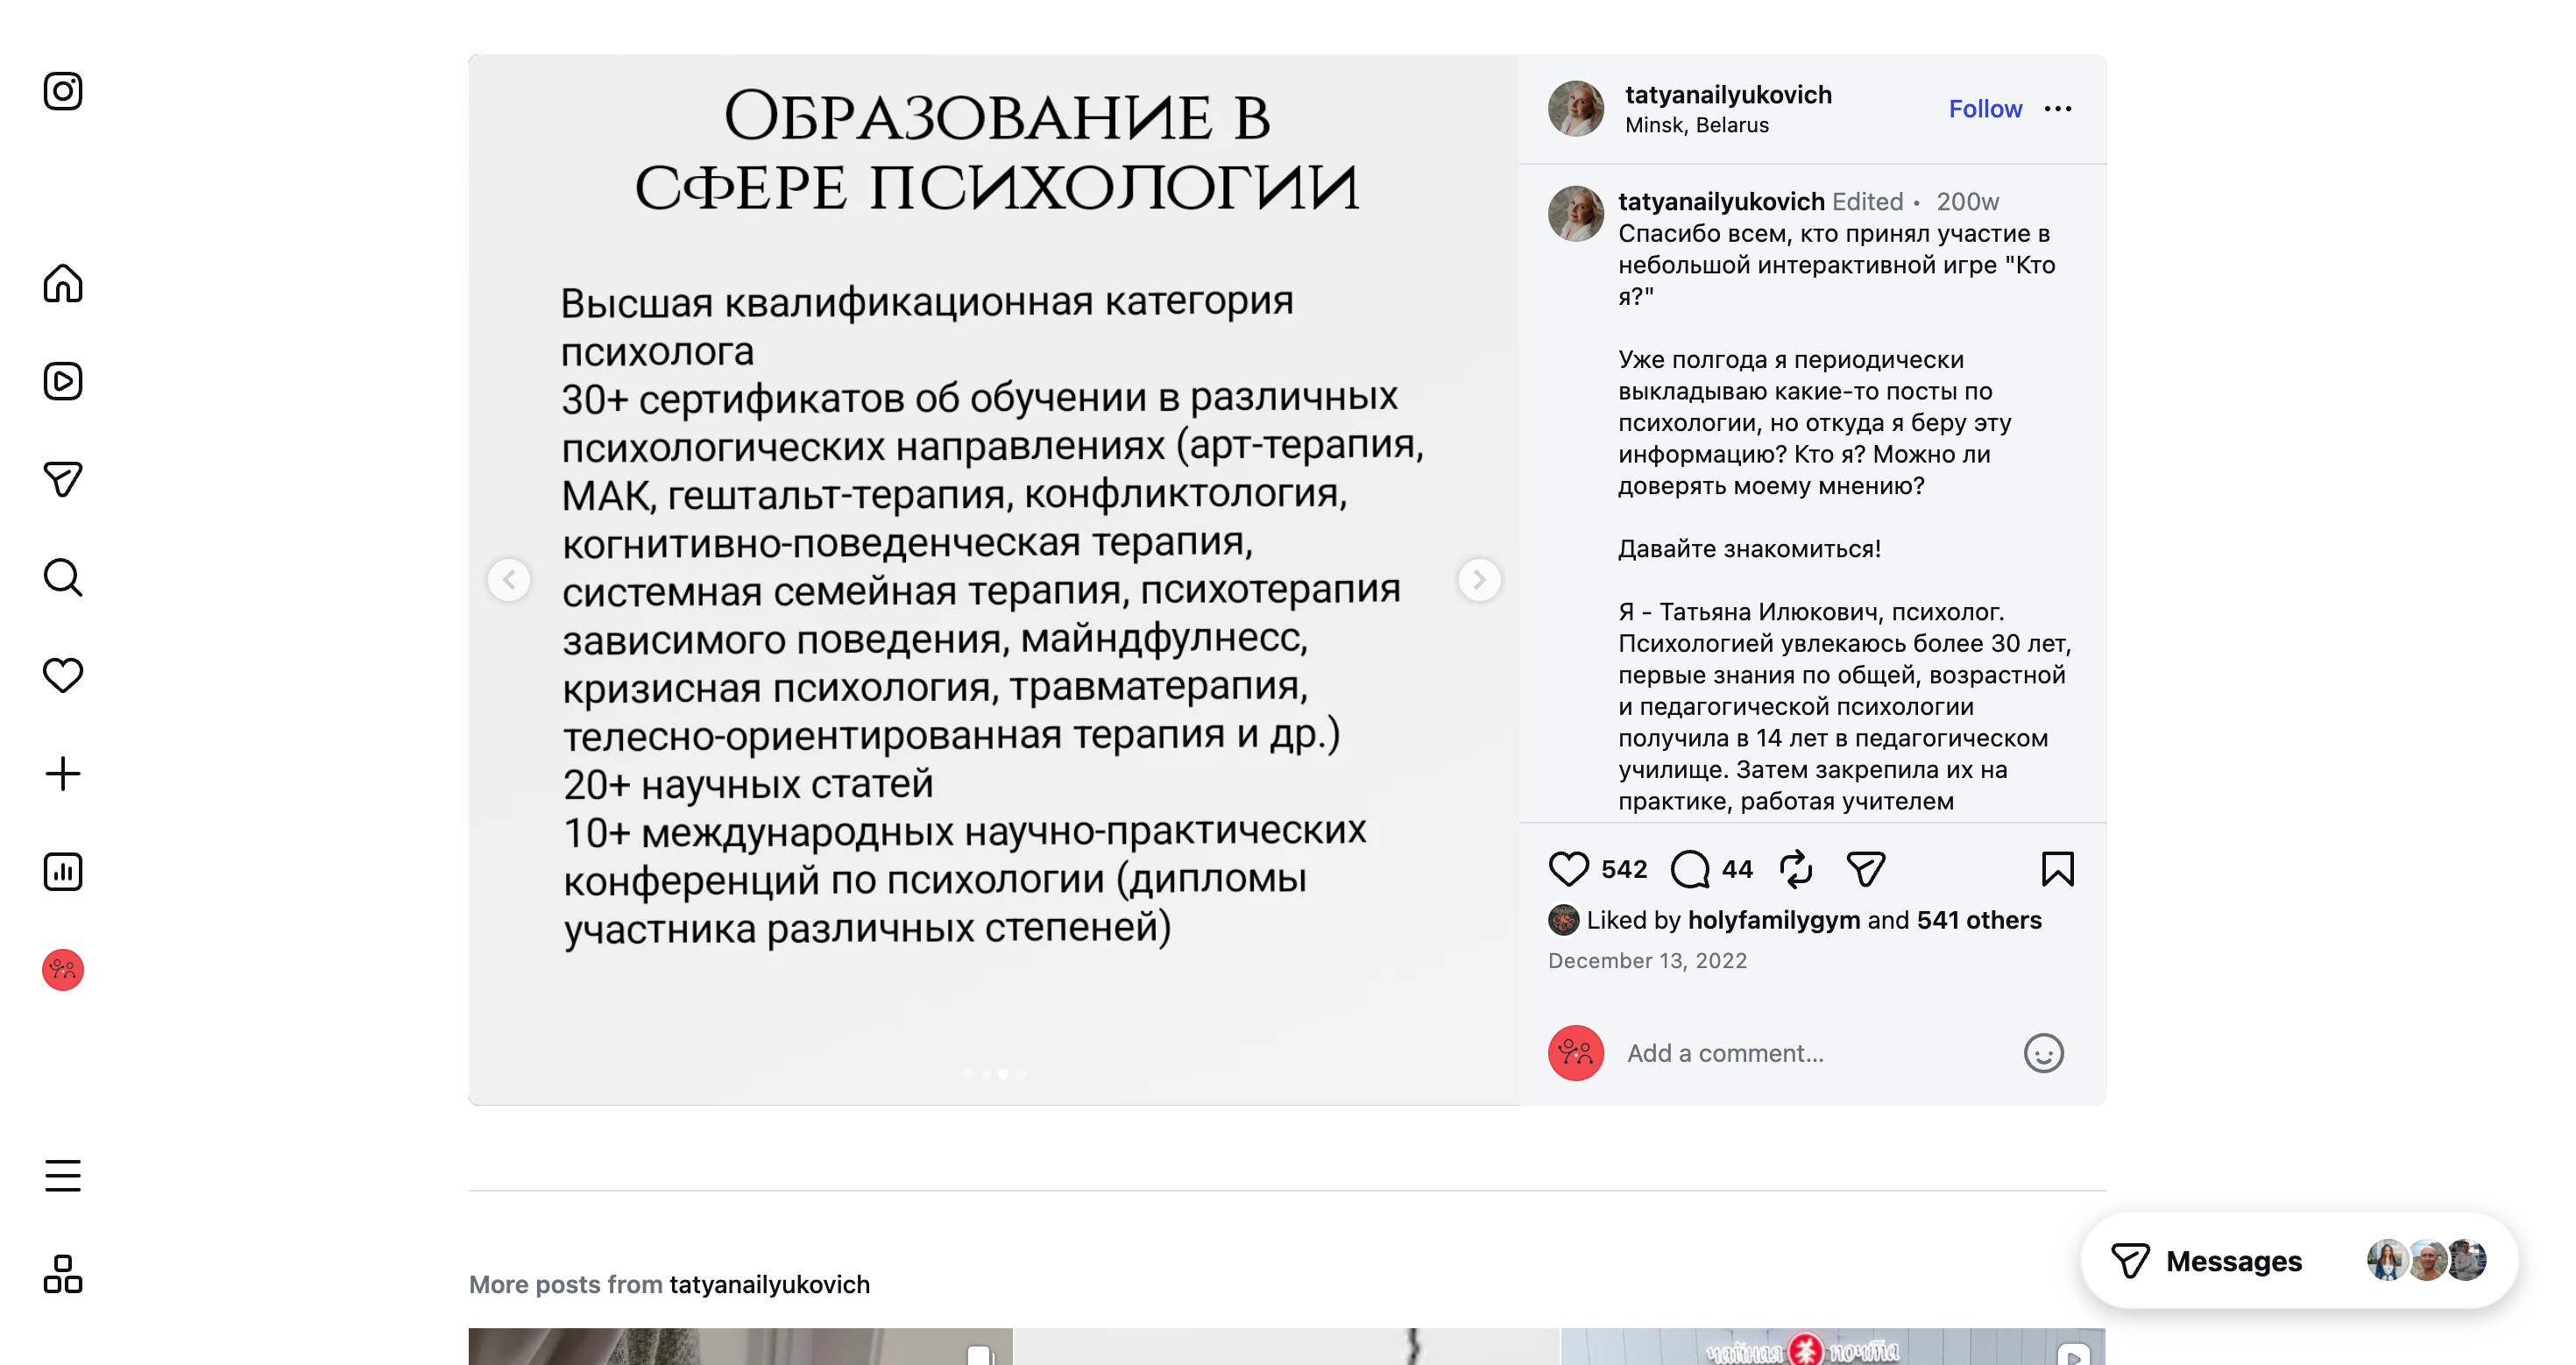 Образование в
сфере психологии
Высшая квалификационная категория
психолога
30+ сертификатов об обучении в различных
психологических направлениях (арт-терапия,
МАК, гештальт-терапия, конфликтология,
когнитивно-поведенческая терапия,
системная семейная терапия, психотерапия
зависимого поведения, майндфулнесс,
кризисная психология, травматерапия,
телесно-ориентированная терапия и др.)
20+ научных статей
10+ международных научно-практических
конференций по психологии (дипломы
участника различных степеней)
tatyanailyukovich
Minsk, Belarus
Follow
tatyanailyukovich Edited • 200w
Спасибо всем, кто принял участие в
небольшой интерактивной игре "Кто
я?"
Уже полгода я периодически
выкладываю какие-то посты по
психологии, но откуда я беру эту
информацию? Кто я? Можно ли
доверять моему мнению?
Давайте знакомиться!
Я - Татьяна Илюкович, психолог.
Психологией увлекаюсь более 30 лет,
первые знания по общей, возрастной
и педагогической психологии
получила в 14 лет в педагогическом
училище. Затем закрепила их на
практике, работая учителем
542 44
Liked by holyfamilygym and 541 others
December 13, 2022
Add a comment...
More posts from tatyanailyukovich
Messages
чайная 茶 почта